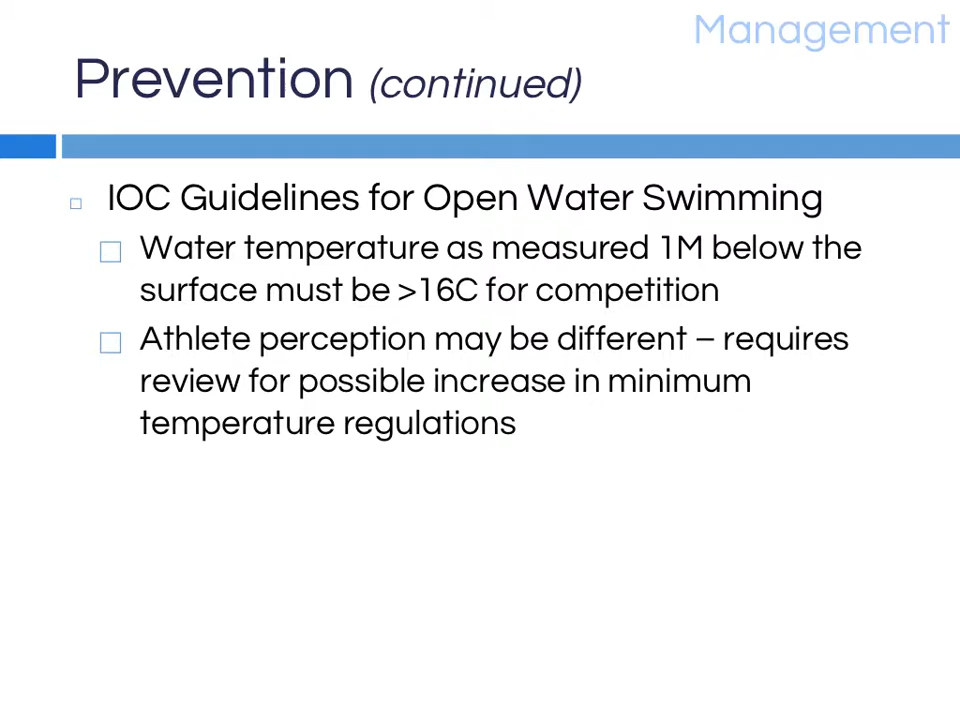 Management
Prevention (continued)
IOC Guidelines for Open Water Swimming
Water temperature as measured 1M below the
surface must be >16C for competition
Athlete perception may be different – requires
review for possible increase in minimum
temperature regulations